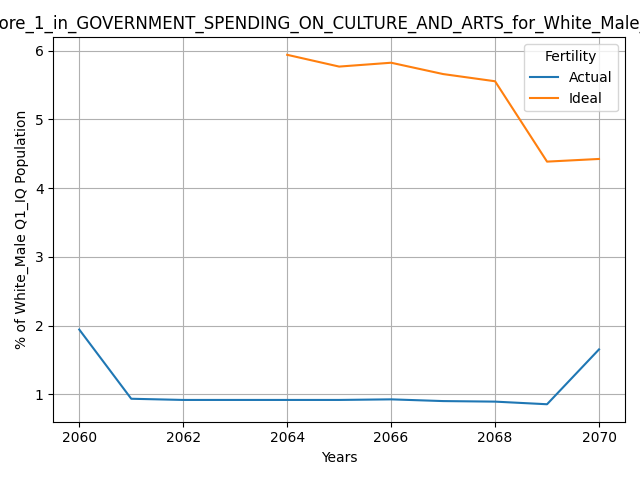 ore_1_in_GOVERNMENT_SPENDING_ON_CULTURE_AND_ARTS_for_White_Male_
Fertility
Actual
Ideal
% of White_Male Q1_IQ Population
6
5
4
3
2
1
2060 2062 2064 2066 2068 2070
Years